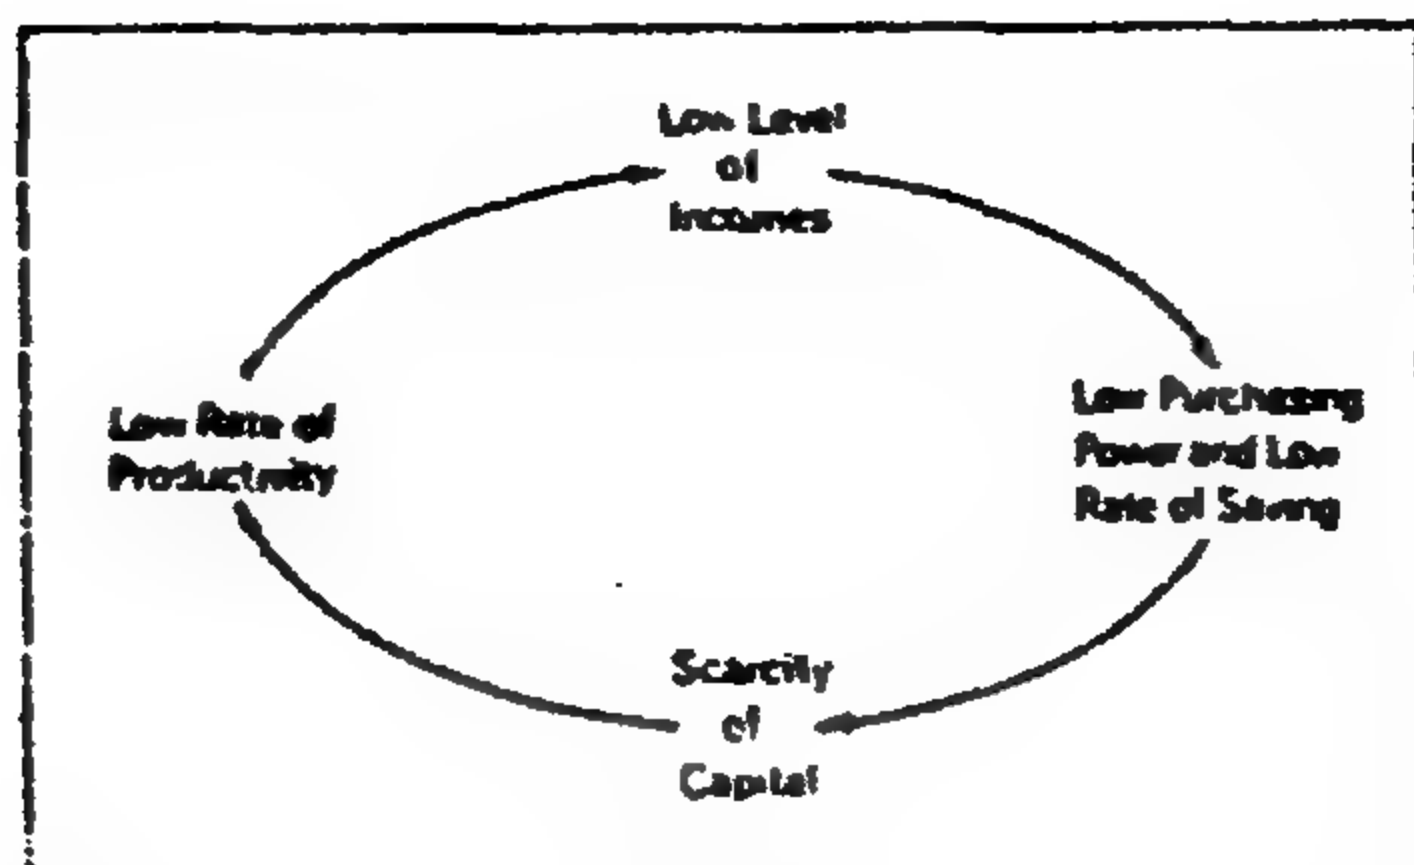 Low Level
of
Incomes
Low Rate of
Productivity
Low Purchasing
Power and Low
Rate of Saving
Scarcity
of
Capital